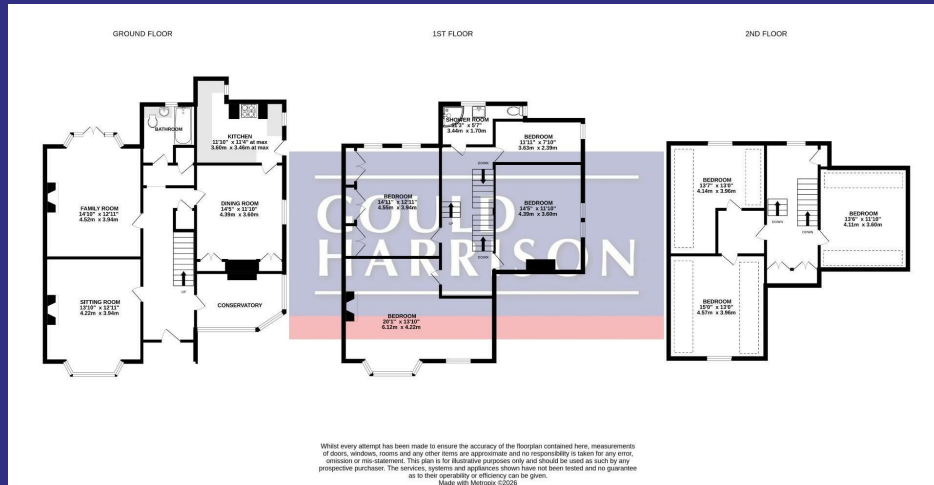 GROUND FLOOR
1ST FLOOR
2ND FLOOR
BATHROOM
KITCHEN
11'10" x 11'4" at max
3.60m x 3.46m at max
FAMILY ROOM
14'10" x 12'11"
4.52m x 3.94m
DINING ROOM
14'5" x 11'10"
4.39m x 3.60m
UP
SITTING ROOM
13'10" x 12'11"
4.22m x 3.94m
CONSERVATORY
SHOWER ROOM
11'3" x 5'7"
3.44m x 1.70m
BEDROOM
11'11" x 7'10"
3.63m x 2.39m
DOWN
BEDROOM
14'11" x 12'11"
4.55m x 3.94m
BEDROOM
14'5" x 11'10"
4.39m x 3.60m
DOWN
BEDROOM
20'1" x 13'10"
6.12m x 4.22m
GOULD
HARRISON
BEDROOM
13'7" x 13'0"
4.14m x 3.96m
DOWN
DOWN
BEDROOM
13'6" x 11'10"
4.11m x 3.60m
BEDROOM
15'0" x 13'0"
4.57m x 3.96m
Whilst every attempt has been made to ensure the accuracy of the floorplan contained here, measurements
of doors, windows, rooms and any other items are approximate and no responsibility is taken for any error,
omission or mis-statement. This plan is for illustrative purposes only and should be used as such by any
prospective purchaser. The services, systems and appliances shown have not been tested and no guarantee
as to their operability or efficiency can be given.
Made with Metropix ©2026